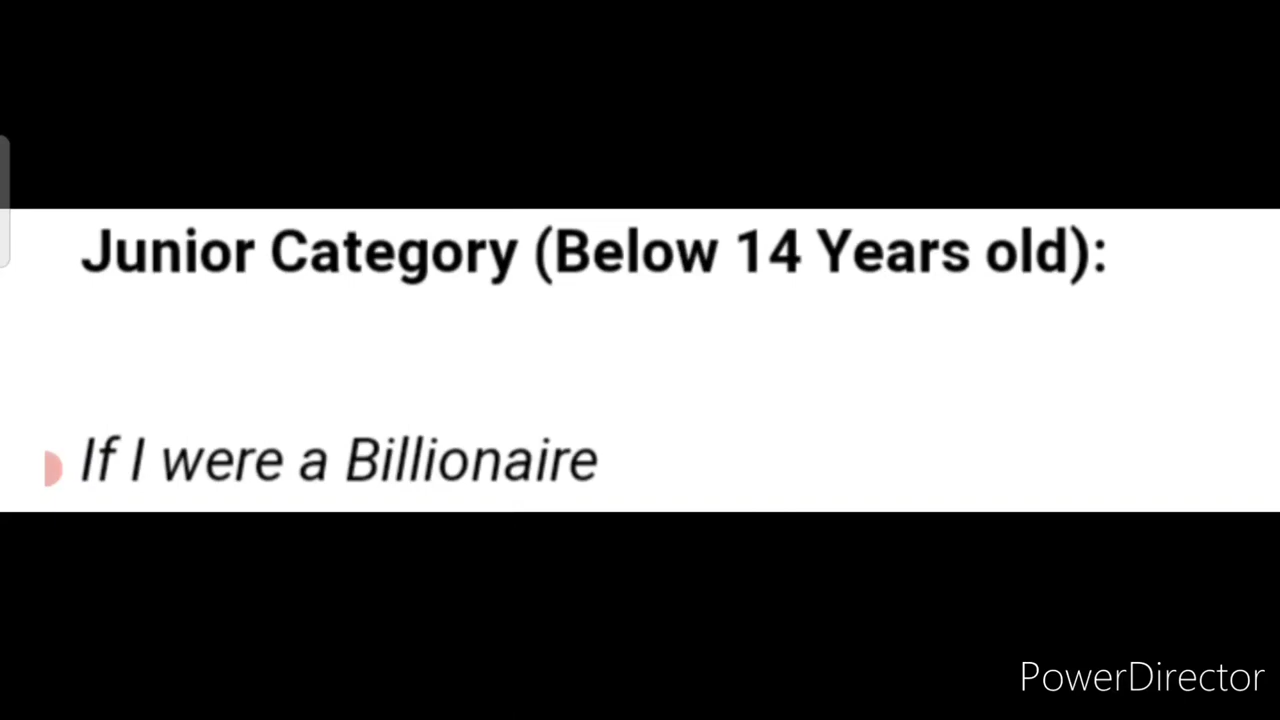 Junior Category (Below 14 Years old):
If I were a Billionaire
PowerDirector